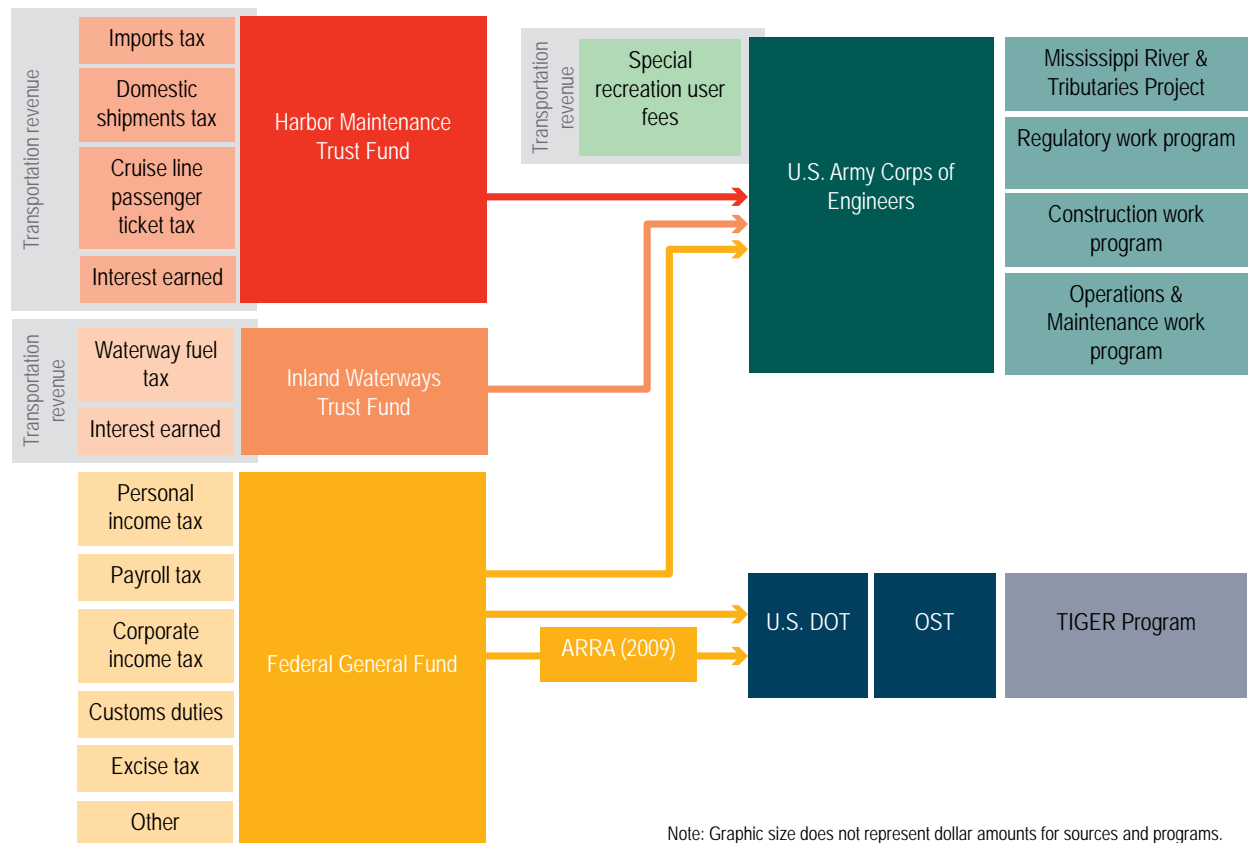 Transportation revenue
Imports tax
Domestic
shipments tax
Cruise line
passenger
ticket tax
Interest earned
Harbor Maintenance
Trust Fund
Transportation
revenue
Special
recreation user
fees
U.S. Army Corps of
Engineers
Mississippi River &
Tributaries Project
Regulatory work program
Construction work
program
Operations &
Maintenance work
program
Transportation
revenue
Waterway fuel
tax
Interest earned
Inland Waterways
Trust Fund
Personal
income tax
Payroll tax
Corporate
income tax
Customs duties
Excise tax
Other
Federal General Fund
ARRA (2009)
U.S. DOT
OST
TIGER Program
Note: Graphic size does not represent dollar amounts for sources and programs.